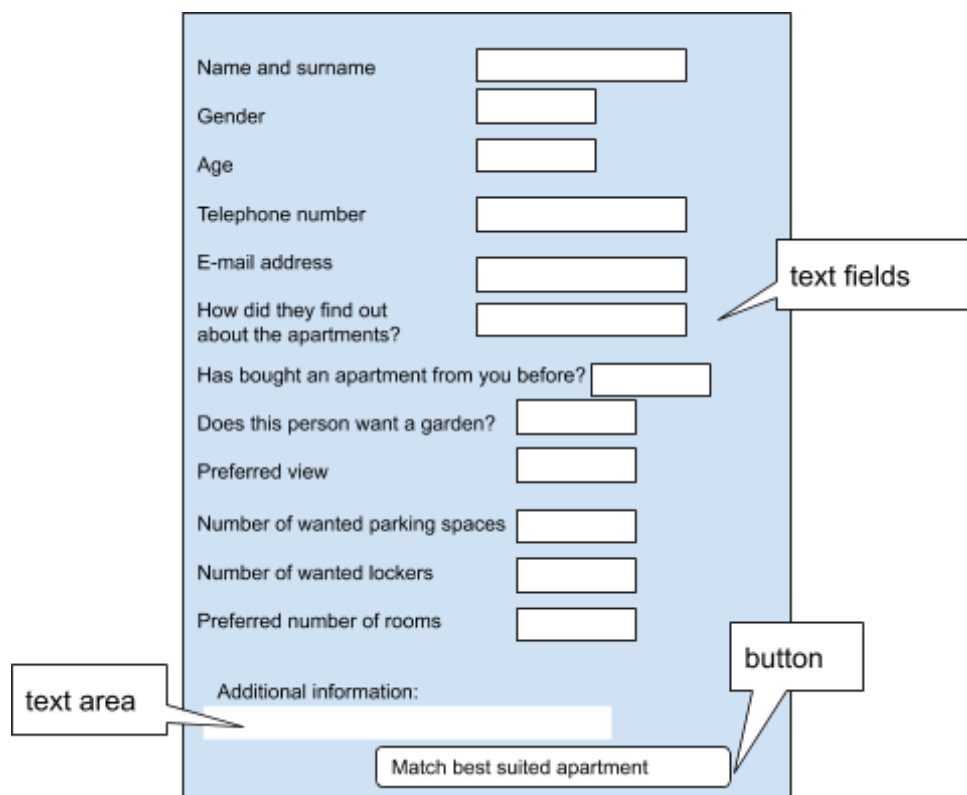 Name and surname
Gender
Age
Telephone number
E-mail address
text fields
How did they find out
about the apartments?
Has bought an apartment from you before?
Does this person want a garden?
Preferred view
Number of wanted parking spaces
Number of wanted lockers
Preferred number of rooms
button
Additional information:
text area
Match best suited apartment